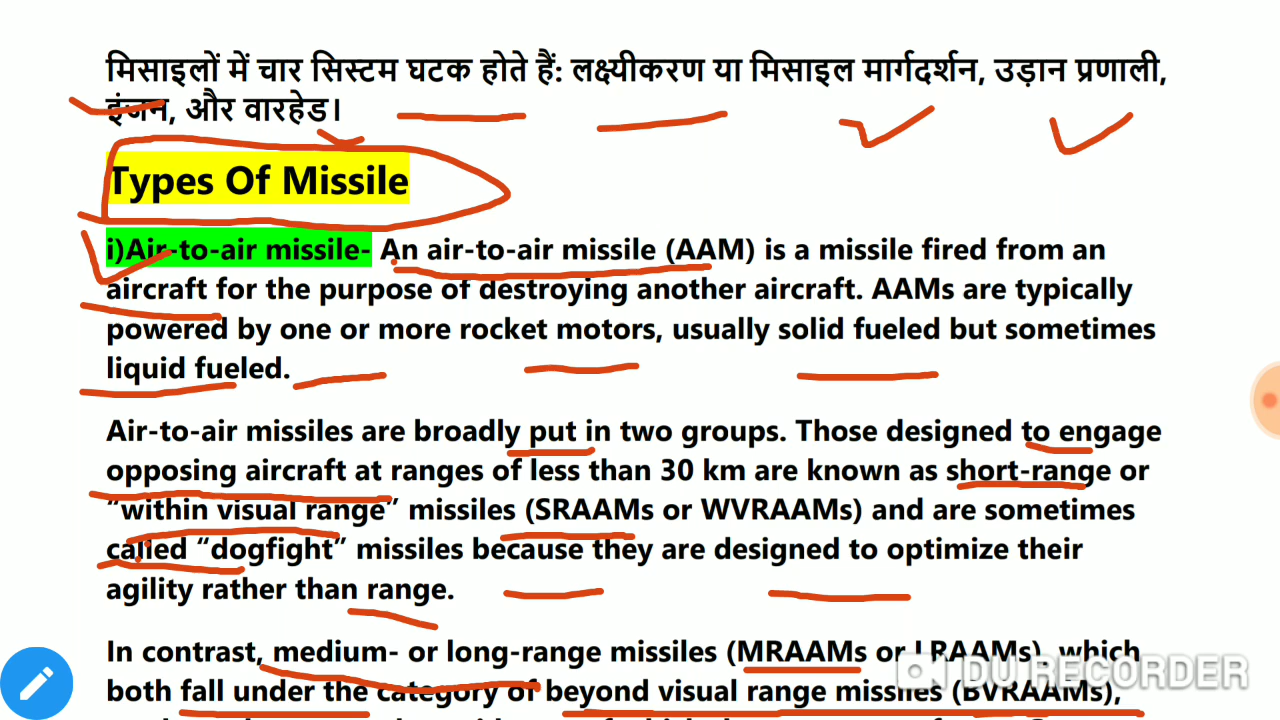 मिसाइलों में चार सिस्टम घटक होते हैं: लक्ष्यीकरण या मिसाइल मार्गदर्शन, उड़ान प्रणाली,
इंजन, और वारहेड।
Types Of Missile
i)Air-to-air missile- An air-to-air missile (AAM) is a missile fired from an
aircraft for the purpose of destroying another aircraft. AAMs are typically
powered by one or more rocket motors, usually solid fueled but sometimes
liquid fueled.
Air-to-air missiles are broadly put in two groups. Those designed to engage
opposing aircraft at ranges of less than 30 km are known as short-range or
“within visual range” missiles (SRAAMs or WVRAAMs) and are sometimes
called “dogfight” missiles because they are designed to optimize their
agility rather than range.
In contrast, medium- or long-range missiles (MRAAMs or LRAAMs), which
both fall under the category of beyond visual range missiles (BVRAAMs),
DU RECORDER